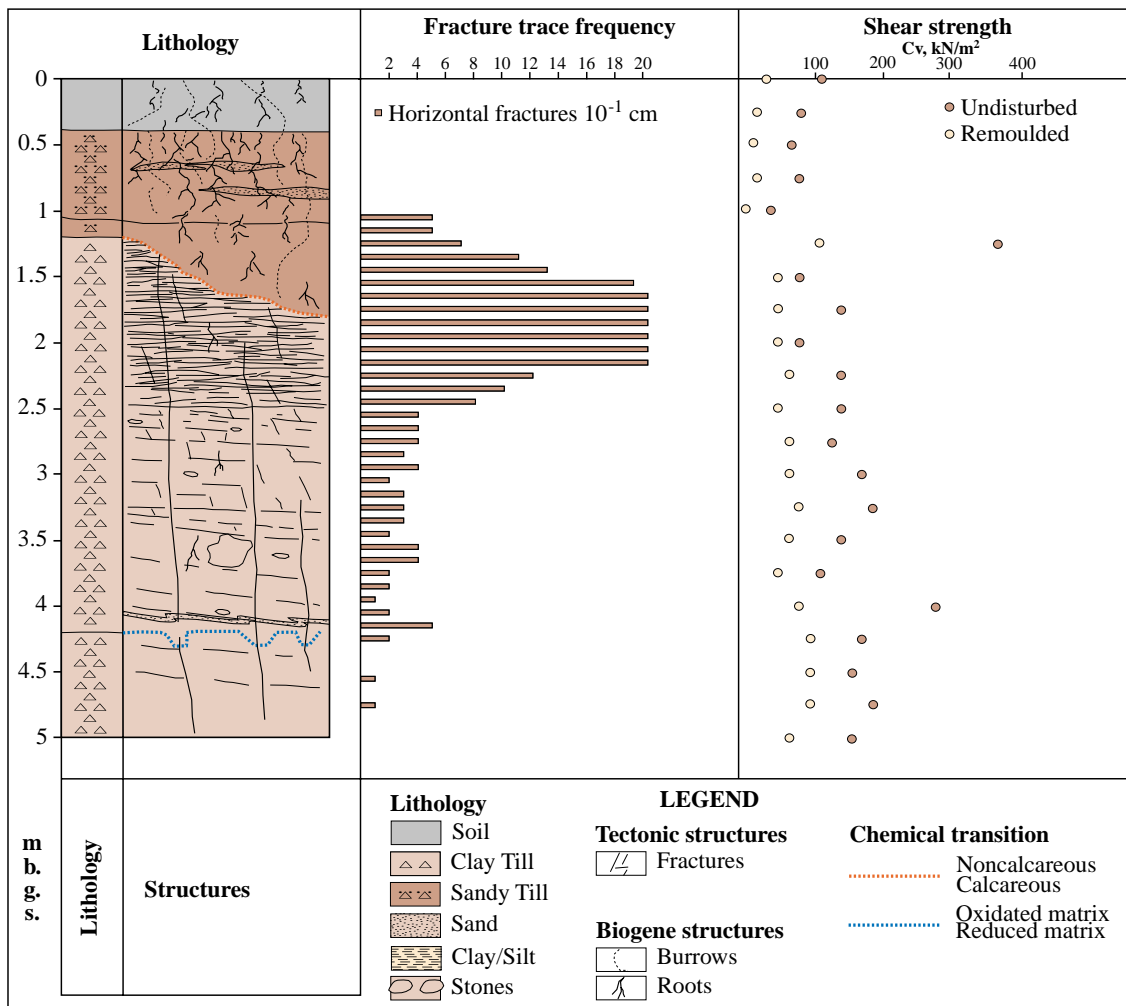 Lithology
Fracture trace frequency
Shear strength
Cv, kN/m²
2 4 6 8 10 12 14 16 18 20
100 200 300 400
Horizontal fractures 10⁻¹ cm
Undisturbed
Remoulded
0
0.5
1
1.5
2
2.5
3
3.5
4
4.5
5
m
b.
g.
s.
Lithology
Structures
LEGEND
Lithology
Soil
Clay Till
Sandy Till
Sand
Clay/Silt
Stones
Tectonic structures
Fractures
Biogene structures
Burrows
Roots
Chemical transition
Noncalcareous
Calcareous
Oxidated matrix
Reduced matrix